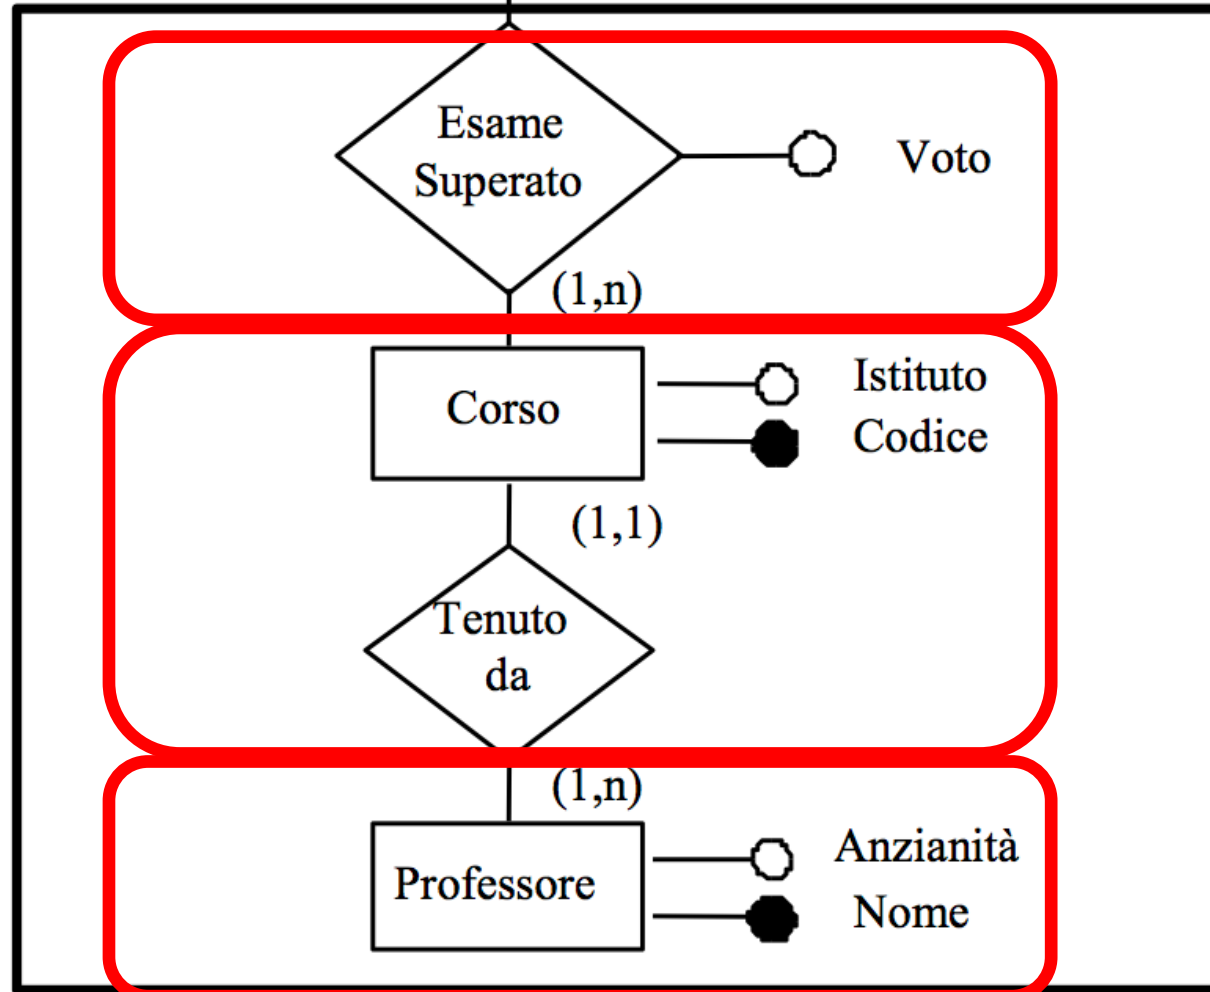 Esame
Superato
Voto
(1,n)
Corso
Istituto
Codice
(1,1)
Tenuto
da
(1,n)
Professore
Anzianità
Nome